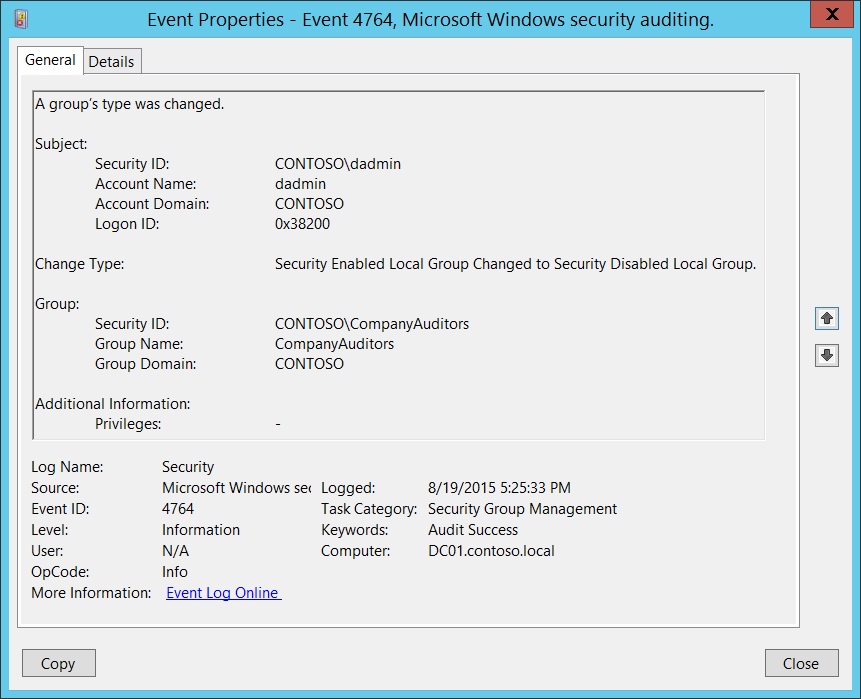 Event Properties - Event 4764, Microsoft Windows security auditing.
General Details
A group's type was changed.
Subject:
Security ID: CONTOSO\dadmin
Account Name: dadmin
Account Domain: CONTOSO
Logon ID: 0x38200
Change Type: Security Enabled Local Group Changed to Security Disabled Local Group.
Group:
Security ID: CONTOSO\CompanyAuditors
Group Name: CompanyAuditors
Group Domain: CONTOSO
Additional Information:
Privileges: -
Log Name: Security
Source: Microsoft Windows sec Logged: 8/19/2015 5:25:33 PM
Event ID: 4764 Task Category: Security Group Management
Level: Information Keywords: Audit Success
User: N/A Computer: DC01.contoso.local
OpCode: Info
More Information: Event Log Online
Copy Close